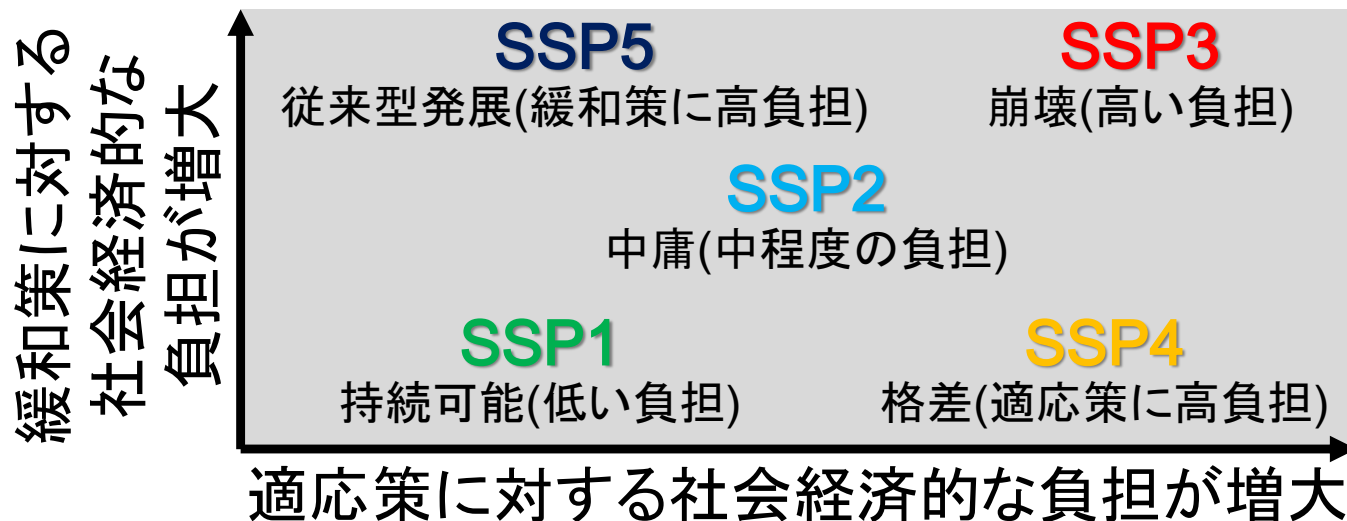 緩和策に対する
社会経済的な
負担が増大
SSP5
従来型発展(緩和策に高負担)
SSP3
崩壊(高い負担)
SSP2
中庸(中程度の負担)
SSP1
持続可能(低い負担)
SSP4
格差(適応策に高負担)
適応策に対する社会経済的な負担が増大